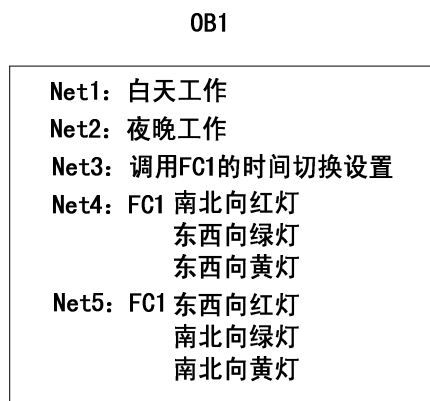 OB1
Net1: 白天工作
Net2: 夜晚工作
Net3: 调用FC1的时间切换设置
Net4: FC1 南北向红灯
东西向绿灯
东西向黄灯
Net5: FC1 东西向红灯
南北向绿灯
南北向黄灯